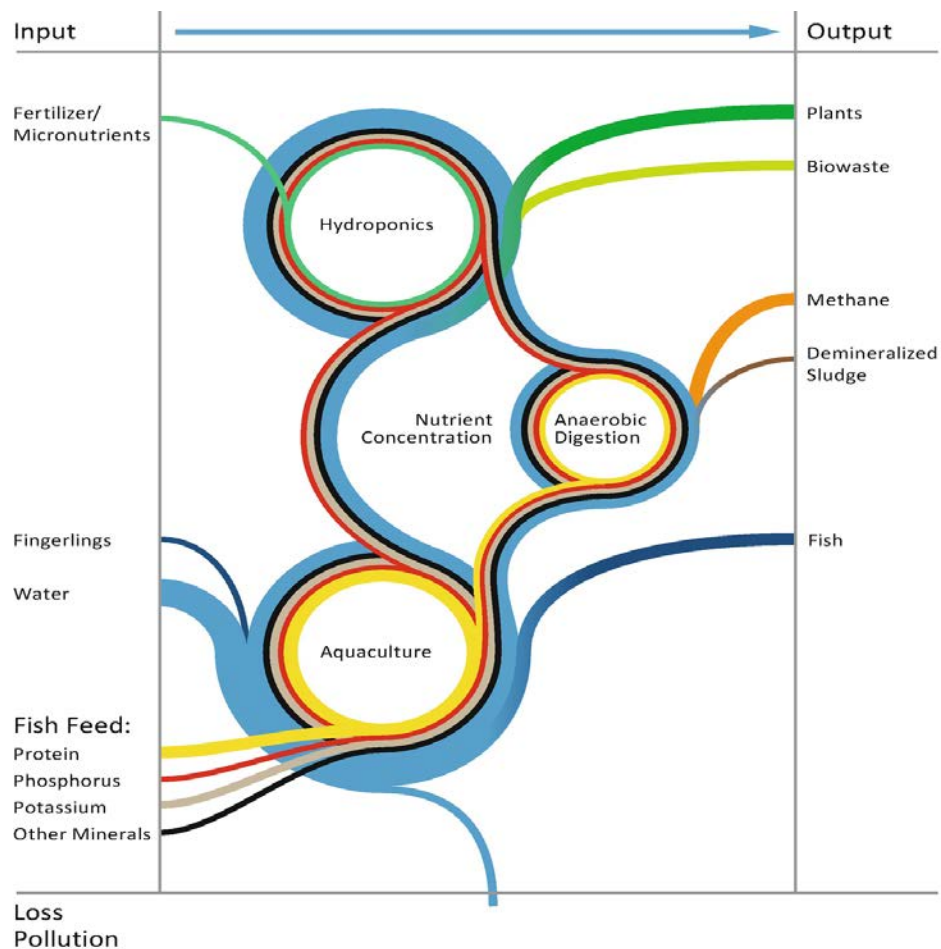 Input
Output
Fertilizer/
Micronutrients
Plants
Biowaste
Hydroponics
Methane
Demineralized
Sludge
Nutrient
Concentration
Anaerobic
Digestion
Fingerlings
Fish
Water
Aquaculture
Fish Feed:
Protein
Phosphorus
Potassium
Other Minerals
Loss
Pollution